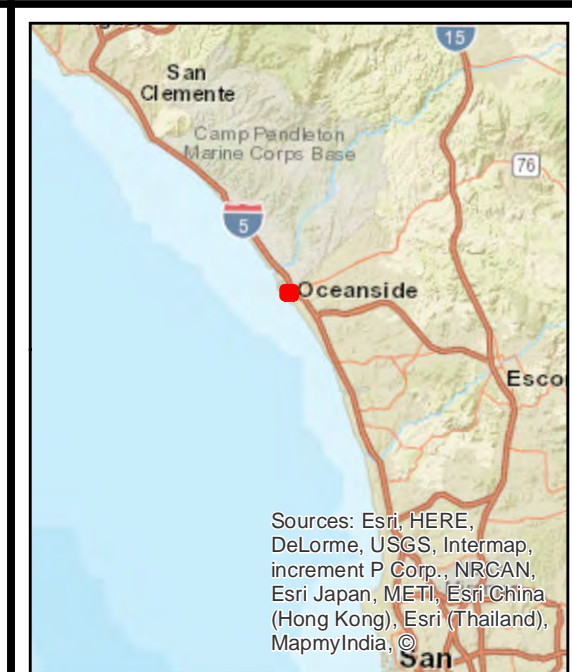 15
San
Clemente
Camp Pendleton
Marine Corps Base
76
5
Oceanside
Esco
Sources: Esri, HERE,
DeLorme, USGS, Intermap,
increment P Corp., NRCAN,
Esri Japan, METI, Esri China
(Hong Kong), Esri (Thailand),
MapmyIndia, ©
San